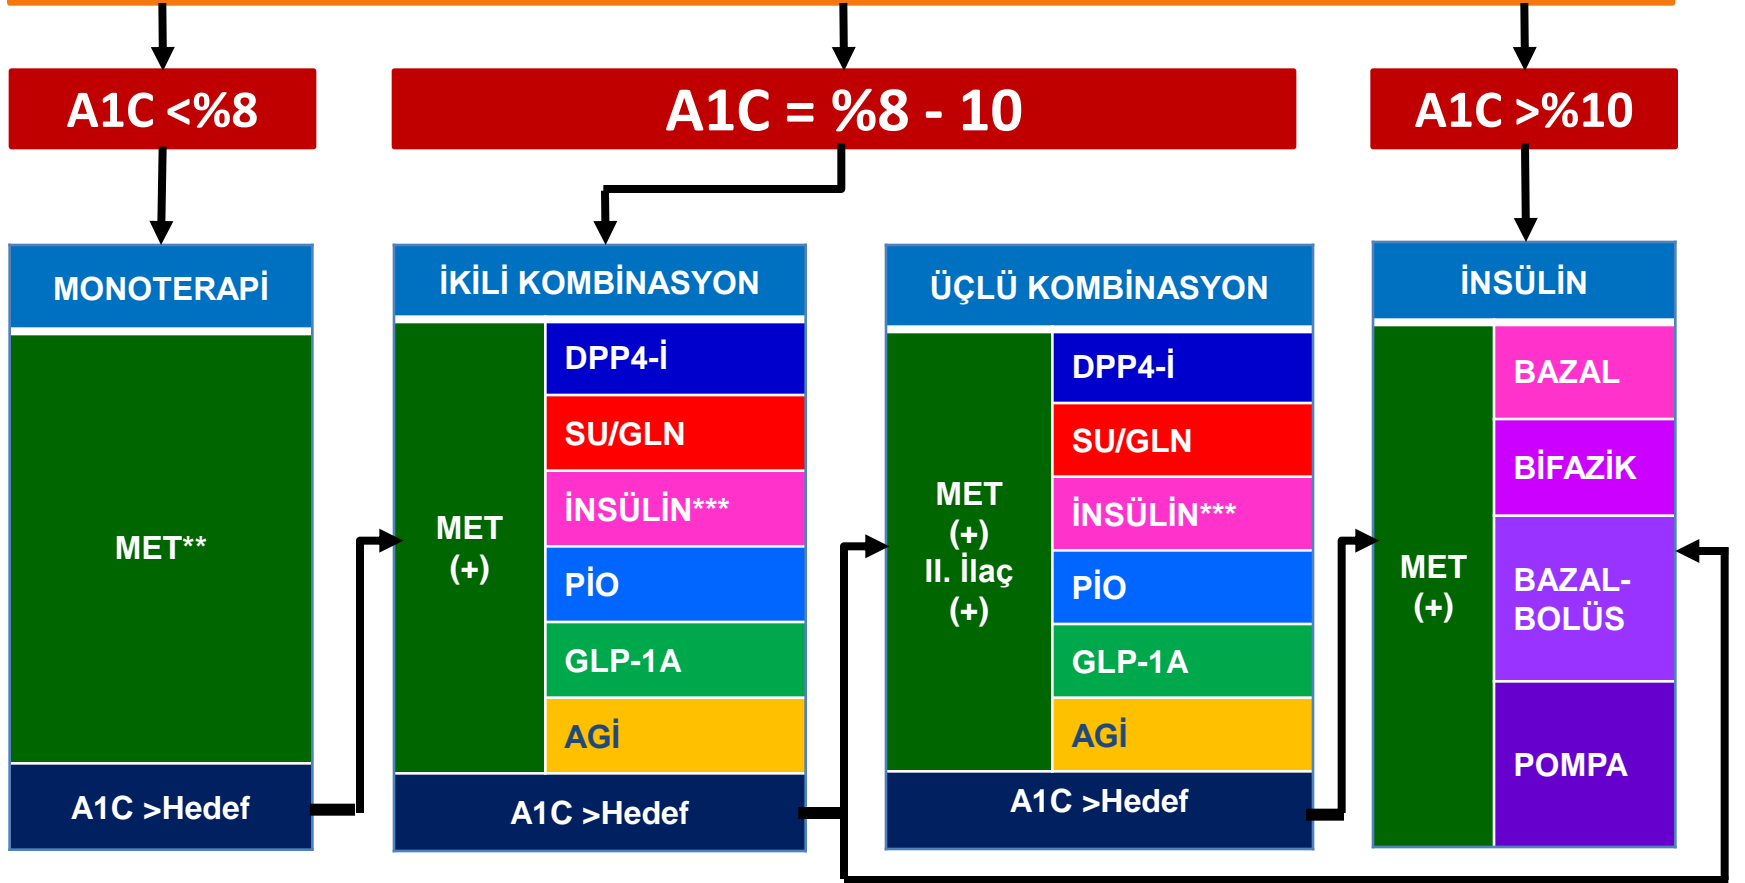 A1C <%8
A1C = %8 - 10
A1C >%10
MONOTERAPİ
MET**
A1C >Hedef
İKİLİ KOMBİNASYON
MET
(+)
DPP4-İ
SU/GLN
İNSÜLİN***
PİO
GLP-1A
AGİ
A1C >Hedef
ÜÇLÜ KOMBİNASYON
MET
(+)
II. İlaç
(+)
DPP4-İ
SU/GLN
İNSÜLİN***
PİO
GLP-1A
AGİ
A1C >Hedef
İNSÜLİN
MET
(+)
BAZAL
BİFAZİK
BAZAL-
BOLÜS
POMPA